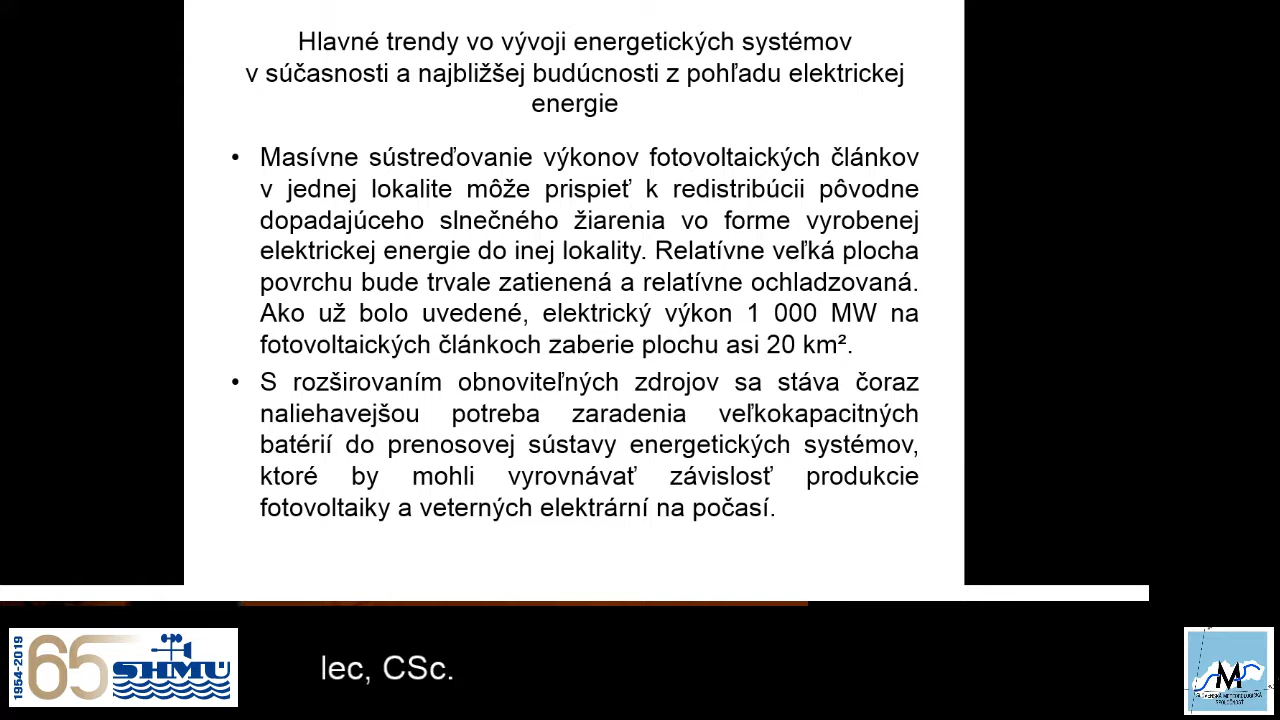 Hlavné trendy vo vývoji energetických systémov
v súčasnosti a najbližšej budúcnosti z pohľadu elektrickej
energie
• Masívne sústreďovanie výkonov fotovoltaických článkov
v jednej lokalite môže prispieť k redistribúcii pôvodne
dopadajúceho slnečného žiarenia vo forme vyrobenej
elektrickej energie do inej lokality. Relatívne veľká plocha
povrchu bude trvale zatienená a relatívne ochladzovaná.
Ako už bolo uvedené, elektrický výkon 1 000 MW na
fotovoltaických článkoch zaberie plochu asi 20 km².
• S rozširovaním obnoviteľných zdrojov sa stáva čoraz
naliehavejšou potreba zaradenia veľkokapacitných
batérií do prenosovej sústavy energetických systémov,
ktoré by mohli vyrovnávať závislosť produkcie
fotovoltaiky a veterných elektrární na počasí.
1954-2019
65
SHMÚ
lec, CSc.
M
SLOVENSKÁ METEOROLOGICKÁ
SPOLOČNOSŤ